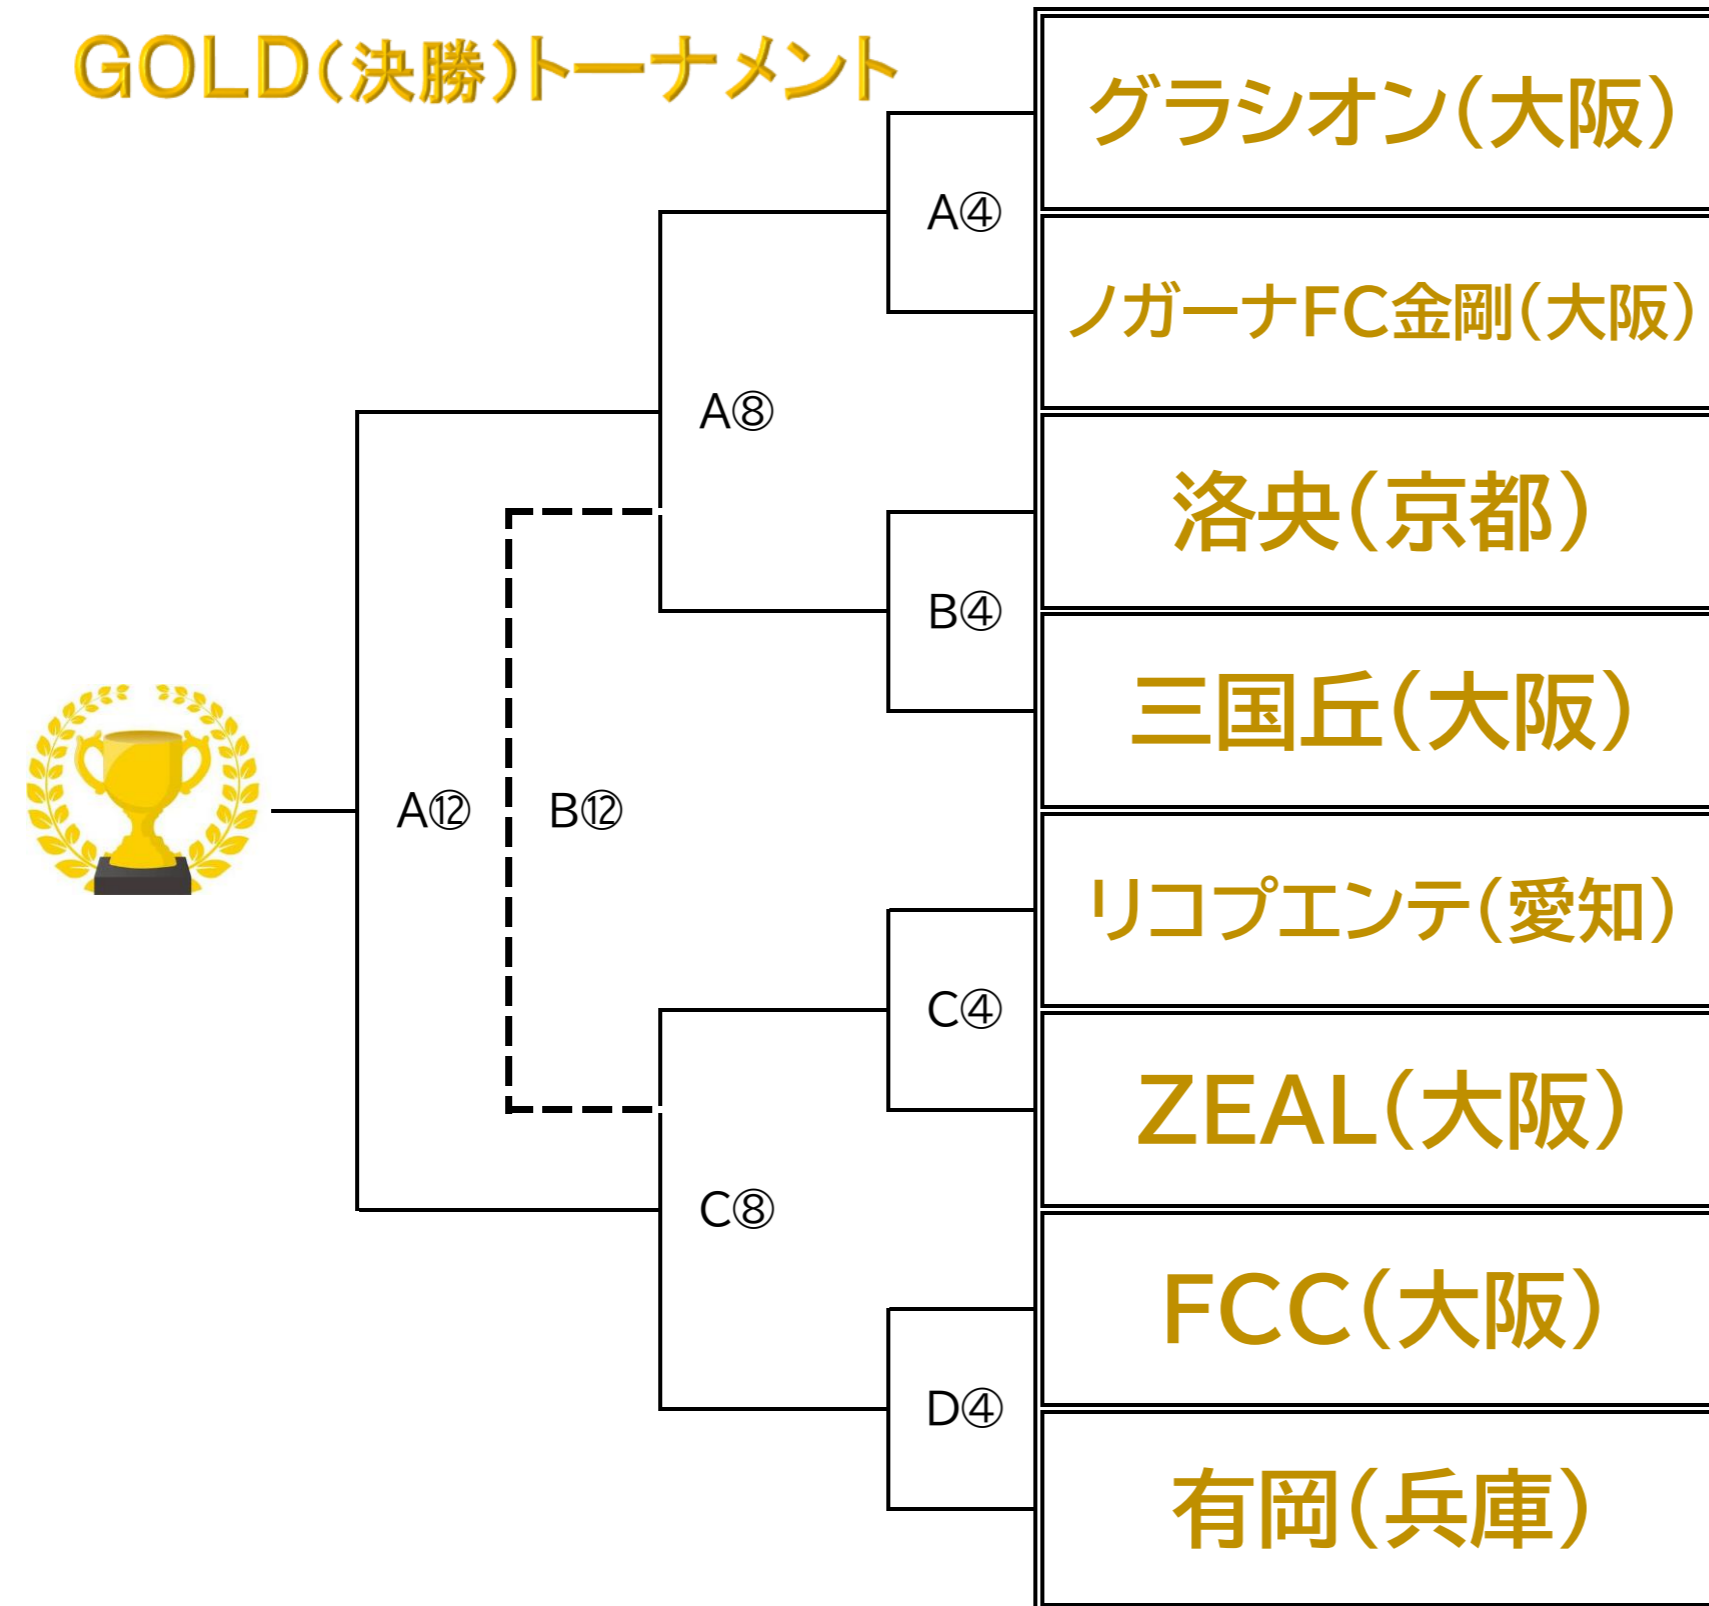 GOLD(決勝)トーナメント
グラシオン(大阪)
A④
ノガーナFC金剛(大阪)
A⑧
洛央(京都)
B④
三国丘(大阪)
A⑫
B⑫
リコプエンテ(愛知)
C④
ZEAL(大阪)
C⑧
FCC(大阪)
D④
有岡(兵庫)